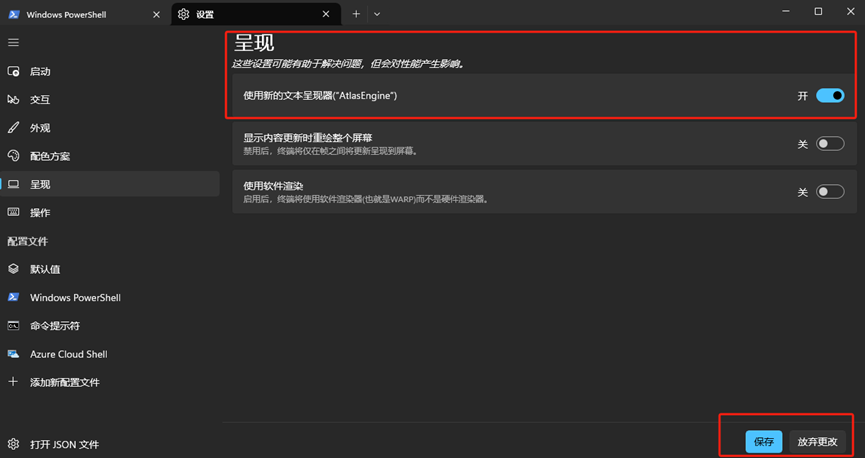 Windows PowerShell
设置
启动
交互
外观
配色方案
呈现
操作
配置文件
默认值
Windows PowerShell
命令提示符
Azure Cloud Shell
添加新配置文件
打开 JSON 文件
呈现
这些设置可能有助于解决问题，但会对性能产生影响。
使用新的文本呈现器("AtlasEngine")
开
显示内容更新时重绘整个屏幕
禁用后，终端将仅在帧之间将更新呈现到屏幕。
关
使用软件渲染
启用后，终端将使用软件渲染器(也就是WARP)而不是硬件渲染器。
关
保存
放弃更改